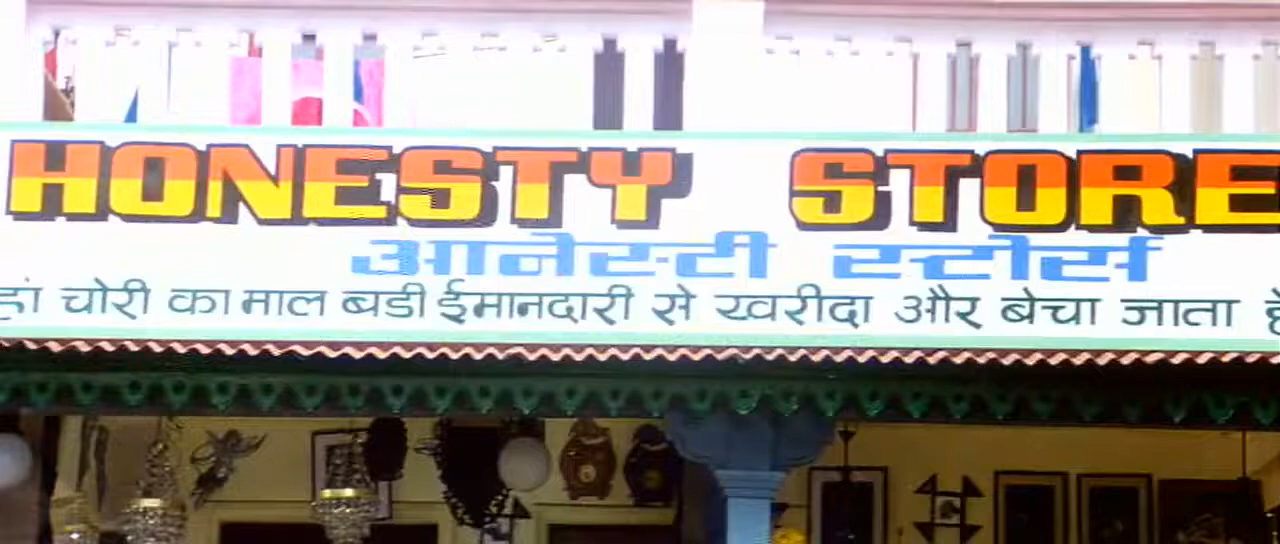 HONESTY STORE
आनेस्टी स्टोर्स
चोरी का माल बडी ईमानदारी से खरीदा और बेचा जाता